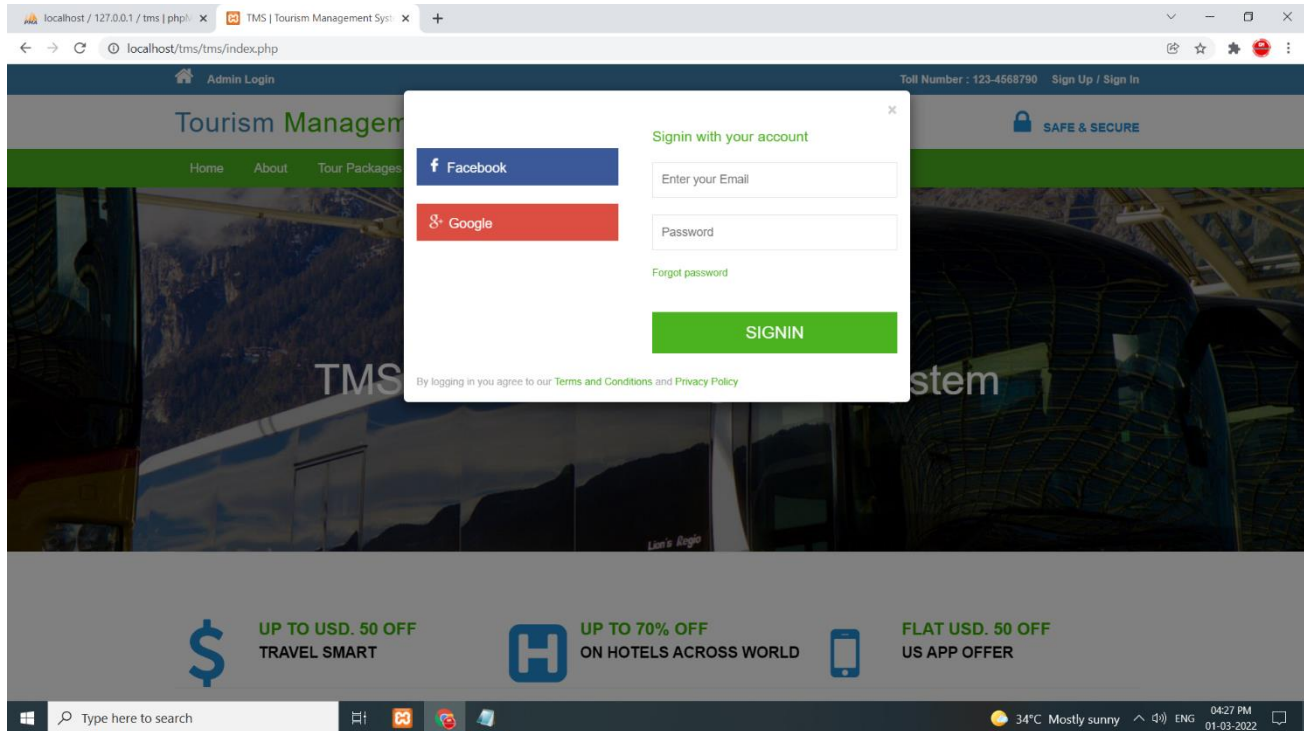 localhost / 127.0.0.1 / tms | phpM
TMS | Tourism Management Syst
localhost/tms/tms/index.php
Admin Login
Toll Number : 123-4568790 Sign Up / Sign In
Tourism Managem
SAFE & SECURE
Home About Tour Packages
×
Signin with your account
Facebook
Enter your Email
Google
Password
Forgot password
SIGNIN
TMS stem
By logging in you agree to our Terms and Conditions and Privacy Policy
Lion's Regio
UP TO USD. 50 OFF
TRAVEL SMART
H
UP TO 70% OFF
ON HOTELS ACROSS WORLD
FLAT USD. 50 OFF
US APP OFFER
Type here to search
34°C Mostly sunny
ENG
04:27 PM
01-03-2022